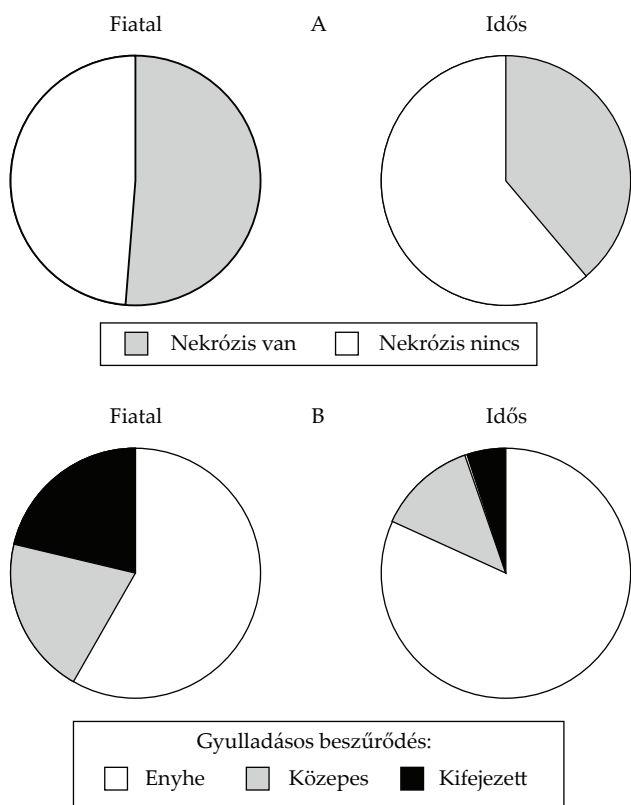 Fiatal A Idős
Nekrózis van Nekrózis nincs
Fiatal B Idős
Gyulladásos beszűrődés:
Enyhe Közepes Kifejezett